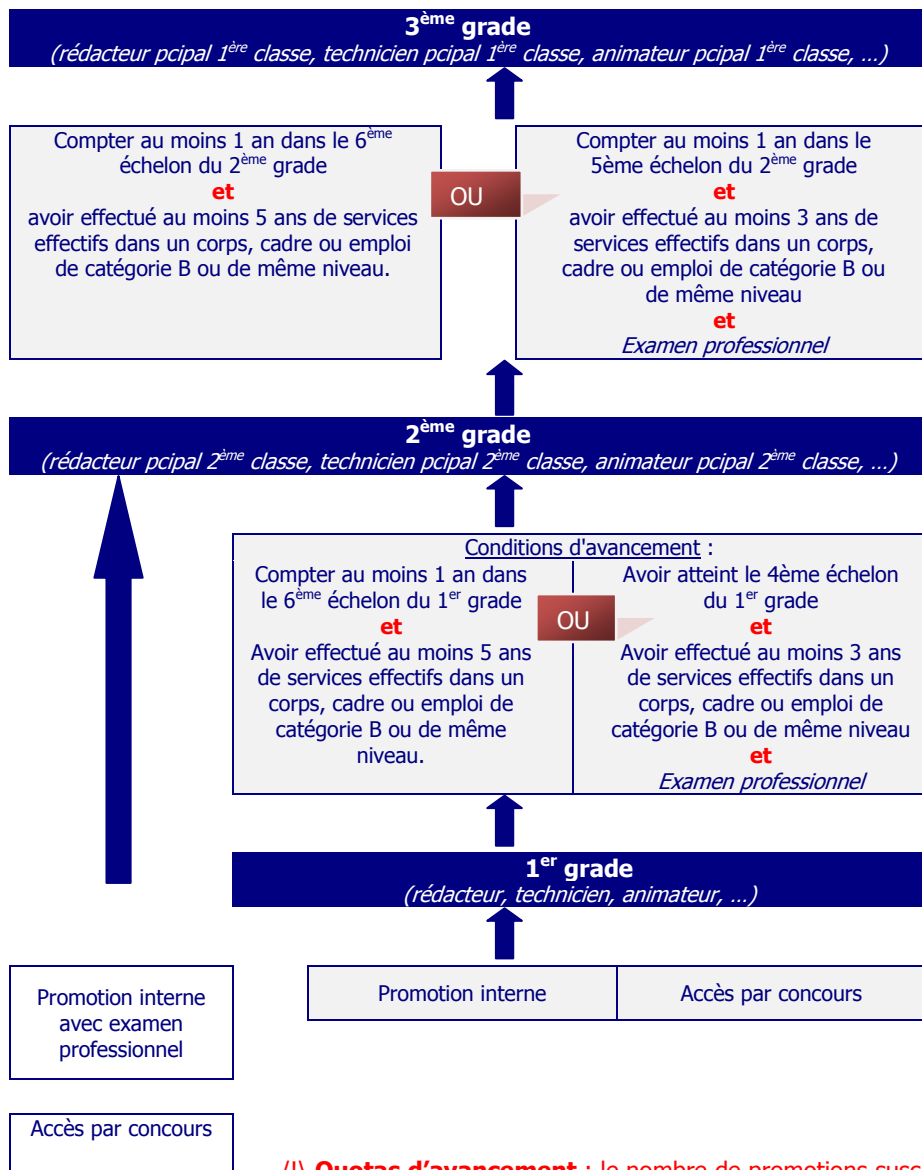 3ème grade
(rédacteur pcipal 1ère classe, technicien pcipal 1ère classe, animateur pcipal 1ère classe, …)
Compter au moins 1 an dans le 6ème
échelon du 2ème grade
et
avoir effectué au moins 5 ans de services
effectifs dans un corps, cadre ou emploi
de catégorie B ou de même niveau.
OU
Compter au moins 1 an dans le
5ème échelon du 2ème grade
et
avoir effectué au moins 3 ans de
services effectifs dans un corps,
cadre ou emploi de catégorie B ou
de même niveau
et
Examen professionnel
2ème grade
(rédacteur pcipal 2ème classe, technicien pcipal 2ème classe, animateur pcipal 2ème classe, …)
Conditions d'avancement :
Compter au moins 1 an dans
le 6ème échelon du 1er grade
et
Avoir effectué au moins 5 ans
de services effectifs dans un
corps, cadre ou emploi de
catégorie B ou de même
niveau.
OU
Avoir atteint le 4ème échelon
du 1er grade
et
Avoir effectué au moins 3 ans
de services effectifs dans un
corps, cadre ou emploi de
catégorie B ou de même niveau
et
Examen professionnel
1er grade
(rédacteur, technicien, animateur, …)
Promotion interne
avec examen
professionnel
Promotion interne
Accès par concours
Accès par concours
/!\ Quotas d'avancement : le nombre de promotions